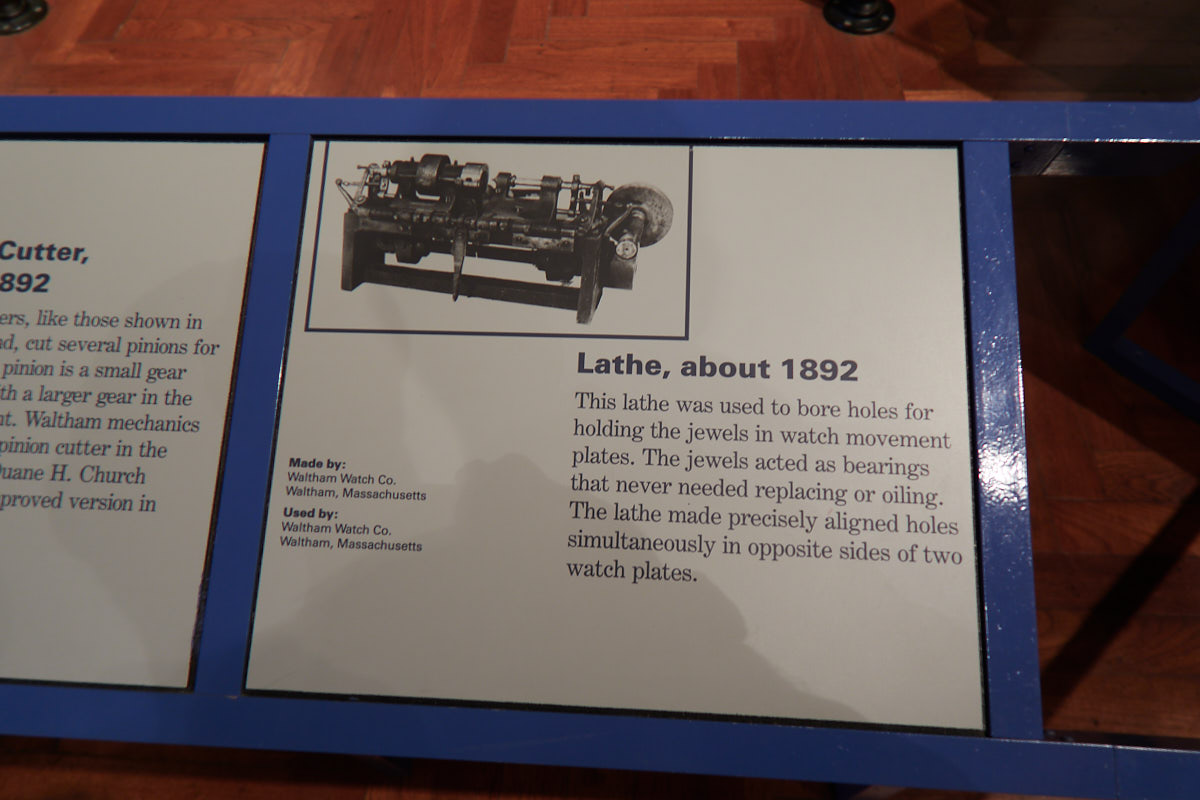 Cutter,
892
ers, like those shown in
nd, cut several pinions for
pinion is a small gear
th a larger gear in the
nt. Waltham mechanics
pinion cutter in the
uane H. Church
proved version in
Lathe, about 1892
This lathe was used to bore holes for
holding the jewels in watch movement
plates. The jewels acted as bearings
that never needed replacing or oiling.
The lathe made precisely aligned holes
simultaneously in opposite sides of two
watch plates.
Made by:
Waltham Watch Co.
Waltham, Massachusetts
Used by:
Waltham Watch Co.
Waltham, Massachusetts